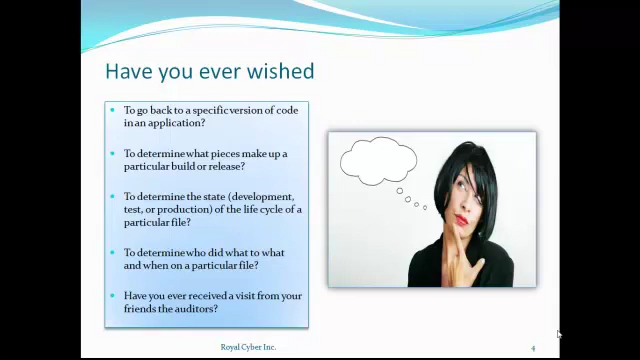 Have you ever wished
To go back to a specific version of code
in an application?
To determine what pieces make up a
particular build or release?
To determine the state (development,
test, or production) of the life cycle of a
particular file?
To determine who did what to what
and when on a particular file?
Have you ever received a visit from your
friends the auditors?
Royal Cyber Inc.
4